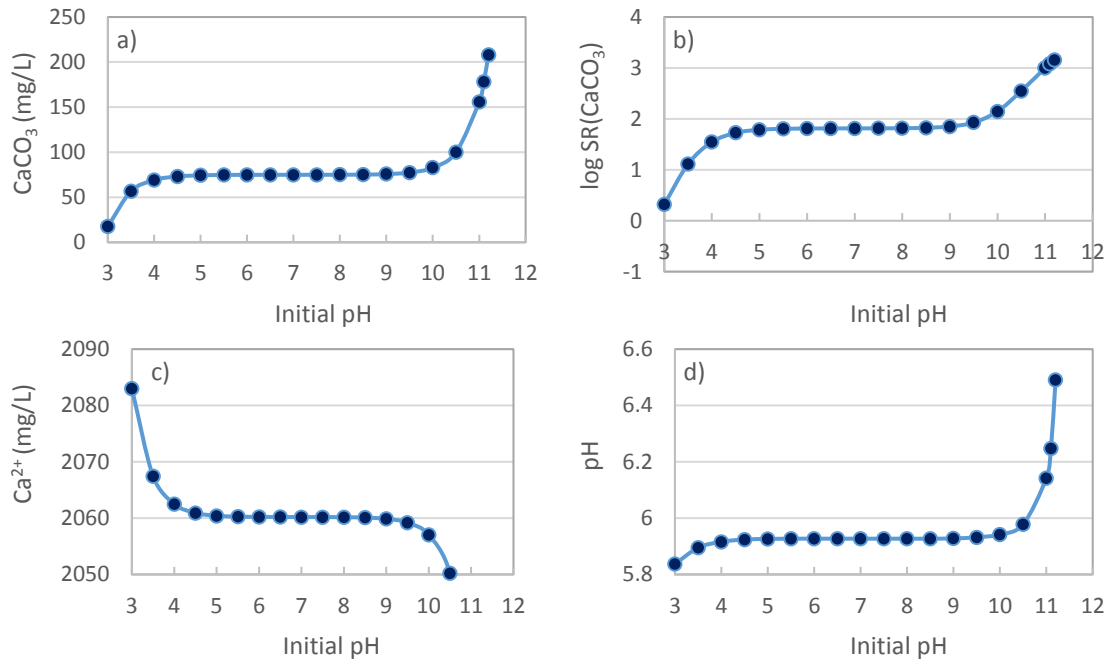 a)
CaCO₃ (mg/L)
250
200
150
100
50
0
3 4 5 6 7 8 9 10 11 12
Initial pH
b)
log SR(CaCO₃)
4
3
2
1
0
-1
3 4 5 6 7 8 9 10 11 12
Initial pH
c)
Ca²⁺ (mg/L)
2090
2080
2070
2060
2050
3 4 5 6 7 8 9 10 11 12
Initial pH
d)
pH
6.6
6.4
6.2
6
5.8
3 4 5 6 7 8 9 10 11 12
Initial pH